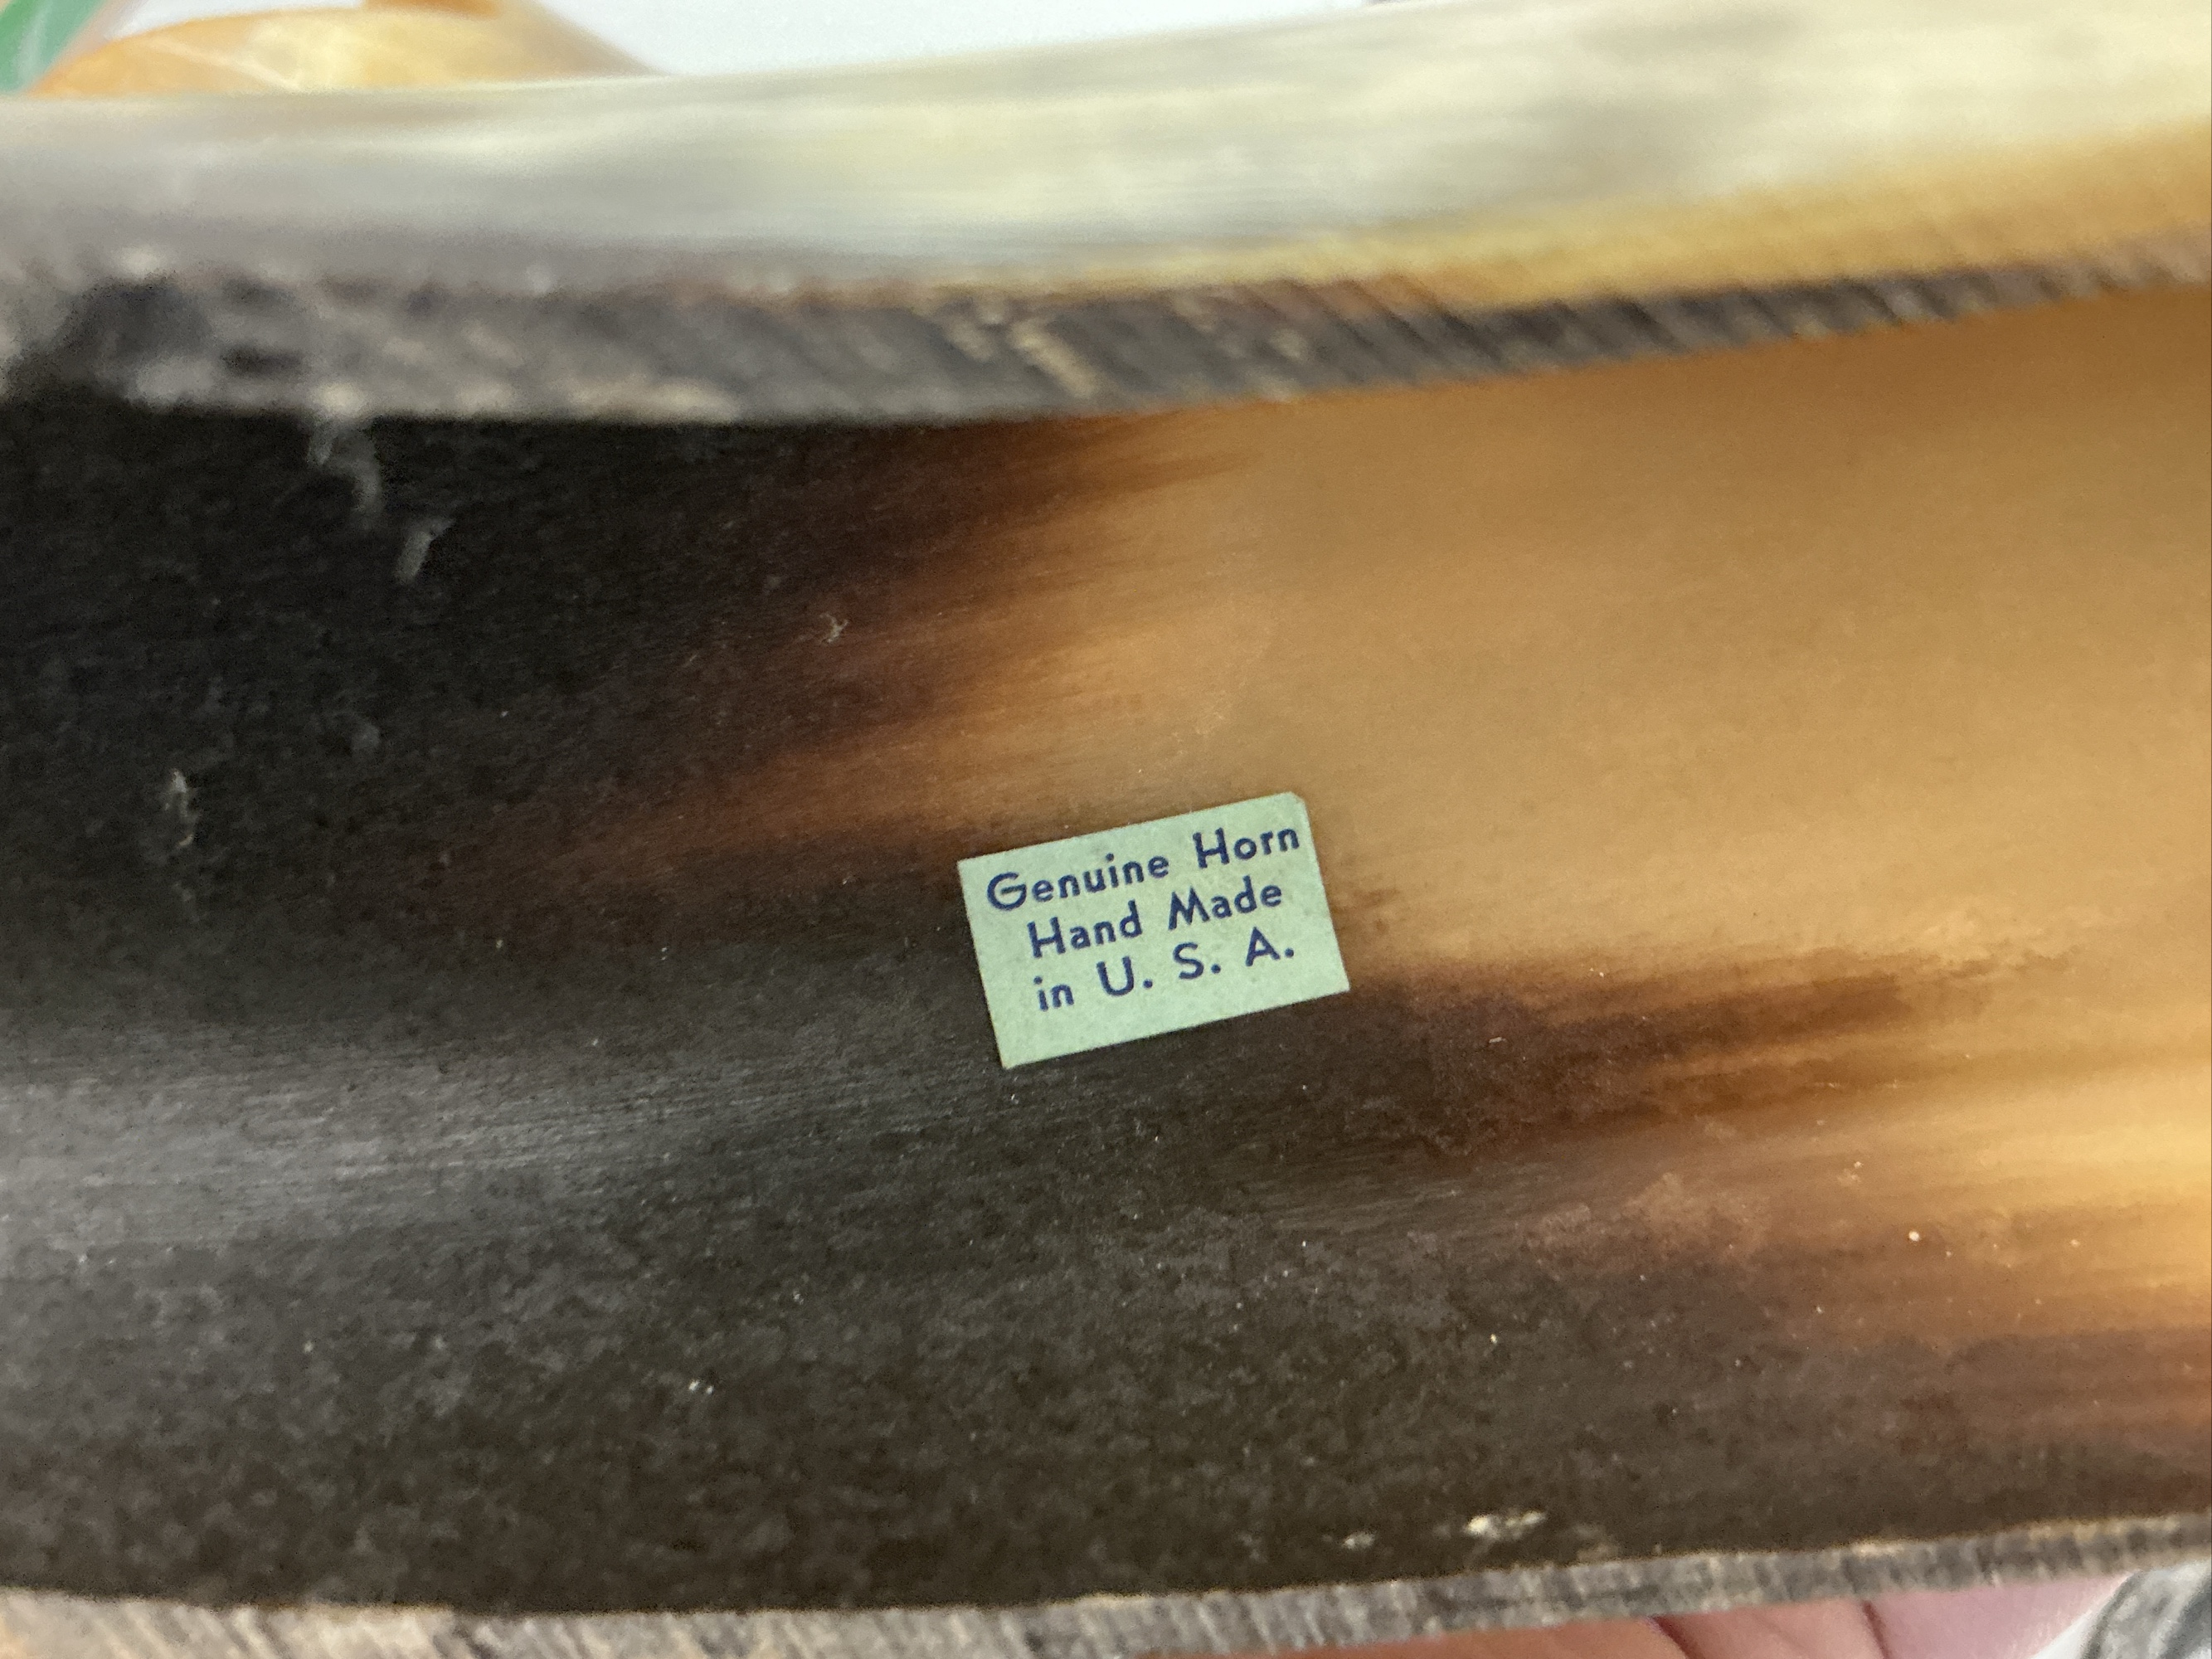 Genuine Horn
Hand Made
in U. S. A.